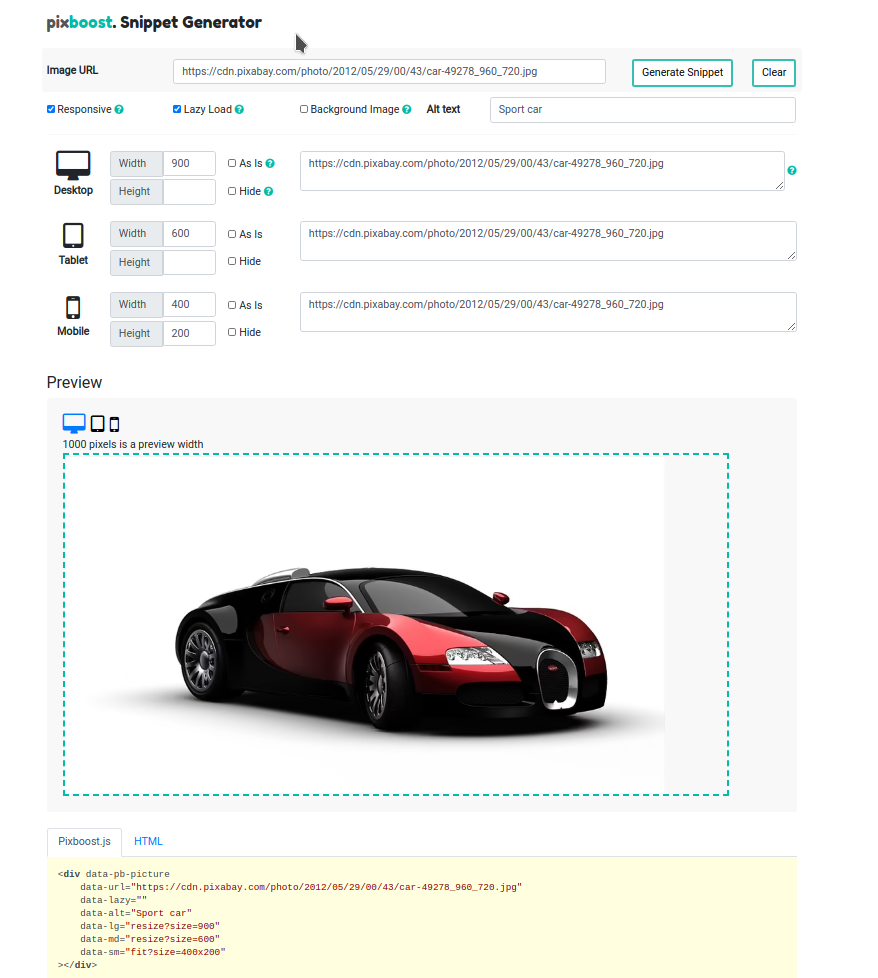 pixboost. Snippet Generator
Image URL https://cdn.pixabay.com/photo/2012/05/29/00/43/car-49278_960_720.jpg Generate Snippet Clear
Responsive ? Lazy Load ? Background Image ? Alt text Sport car
Width 900 As Is ? https://cdn.pixabay.com/photo/2012/05/29/00/43/car-49278_960_720.jpg ?
Desktop Height Hide ?
Width 600 As Is https://cdn.pixabay.com/photo/2012/05/29/00/43/car-49278_960_720.jpg
Tablet Height Hide
Width 400 As Is https://cdn.pixabay.com/photo/2012/05/29/00/43/car-49278_960_720.jpg
Mobile Height 200 Hide
Preview
1000 pixels is a preview width
Pixboost.js HTML
<div data-pb-picture
data-url="https://cdn.pixabay.com/photo/2012/05/29/00/43/car-49278_960_720.jpg"
data-lazy=""
data-alt="Sport car"
data-lg="resize?size=900"
data-md="resize?size=600"
data-sm="fit?size=400x200"
></div>